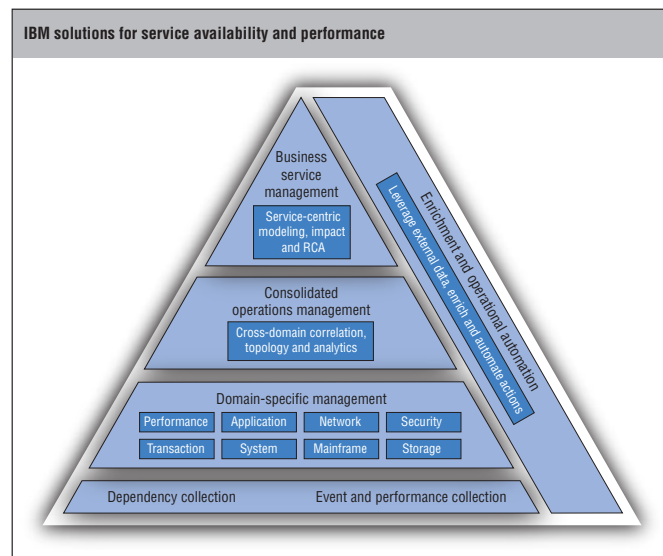 IBM solutions for service availability and performance
Business
service
management
Service-centric
modeling, impact
and RCA
Consolidated
operations management
Cross-domain correlation,
topology and analytics
Domain-specific management
Performance
Application
Network
Security
Transaction
System
Mainframe
Storage
Dependency collection
Event and performance collection
Enrichment and operational automation
Leverage external data, enrich and automate actions